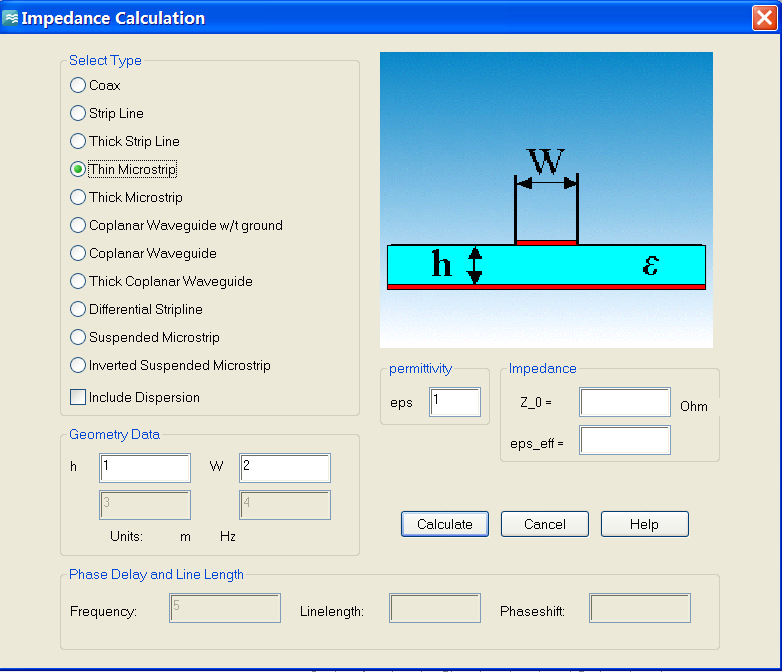 Impedance Calculation
Select Type
Coax
Strip Line
Thick Strip Line
Thin Microstrip
Thick Microstrip
Coplanar Waveguide w/t ground
Coplanar Waveguide
Thick Coplanar Waveguide
Differential Stripline
Suspended Microstrip
Inverted Suspended Microstrip
Include Dispersion
W
h ε
permittivity
eps 1
Impedance
Z_0 = Ohm
eps_eff =
Geometry Data
h 1 W 2
3 4
Units: m Hz
Calculate Cancel Help
Phase Delay and Line Length
Frequency: 5 Linelength: Phaseshift: